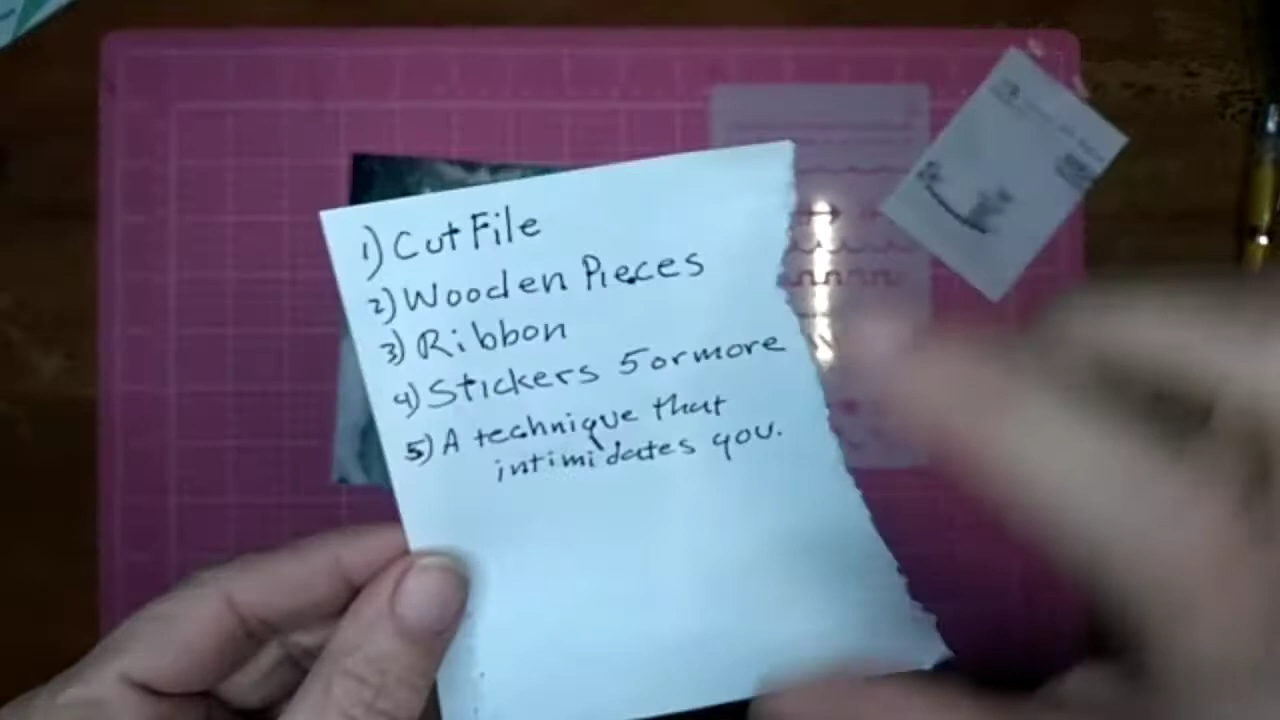 1) Cut File
2) Wooden Pieces
3) Ribbon
4) Stickers 5 or more
5) A technique that
intimidates you.